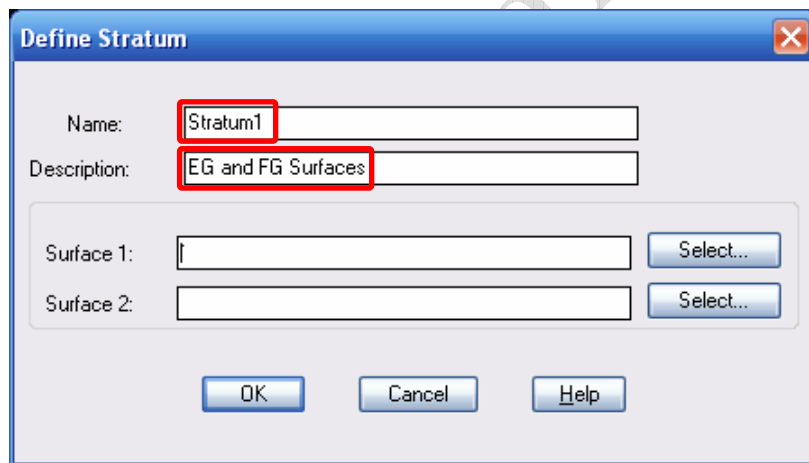 Define Stratum
Name: Stratum1
Description: EG and FG Surfaces
Surface 1: Select...
Surface 2: Select...
OK Cancel Help